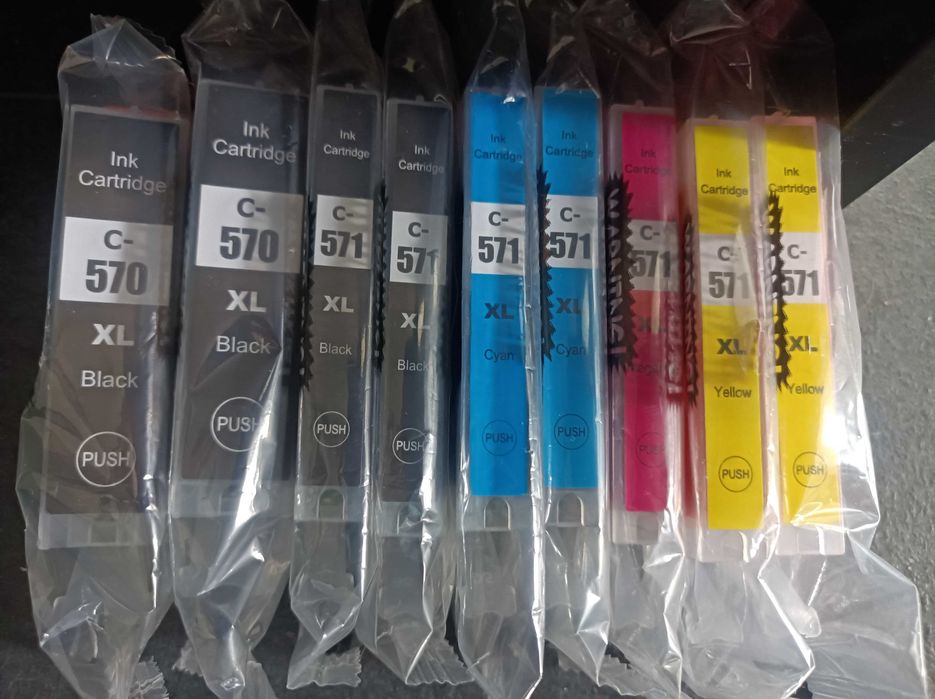 Ink
Cartridge
C-
570
XL
Black
PUSH
Ink
Cartridge
C-
570
XL
Black
PUSH
Ink
Cartridge
C-
571
XL
Black
PUSH
Ink
Cartridge
C-
571
XL
Black
PUSH
Ink
Cartridge
C-
571
XL
Cyan
PUSH
Ink
Cartridge
C-
571
XL
Cyan
PUSH
Ink
Cartridge
C-
571
XL
PUSH
WARNING!
Ink
Cartridge
C-
571
XL
Yellow
PUSH
Ink
Cartridge
C-
571
XL
Yellow
PUSH